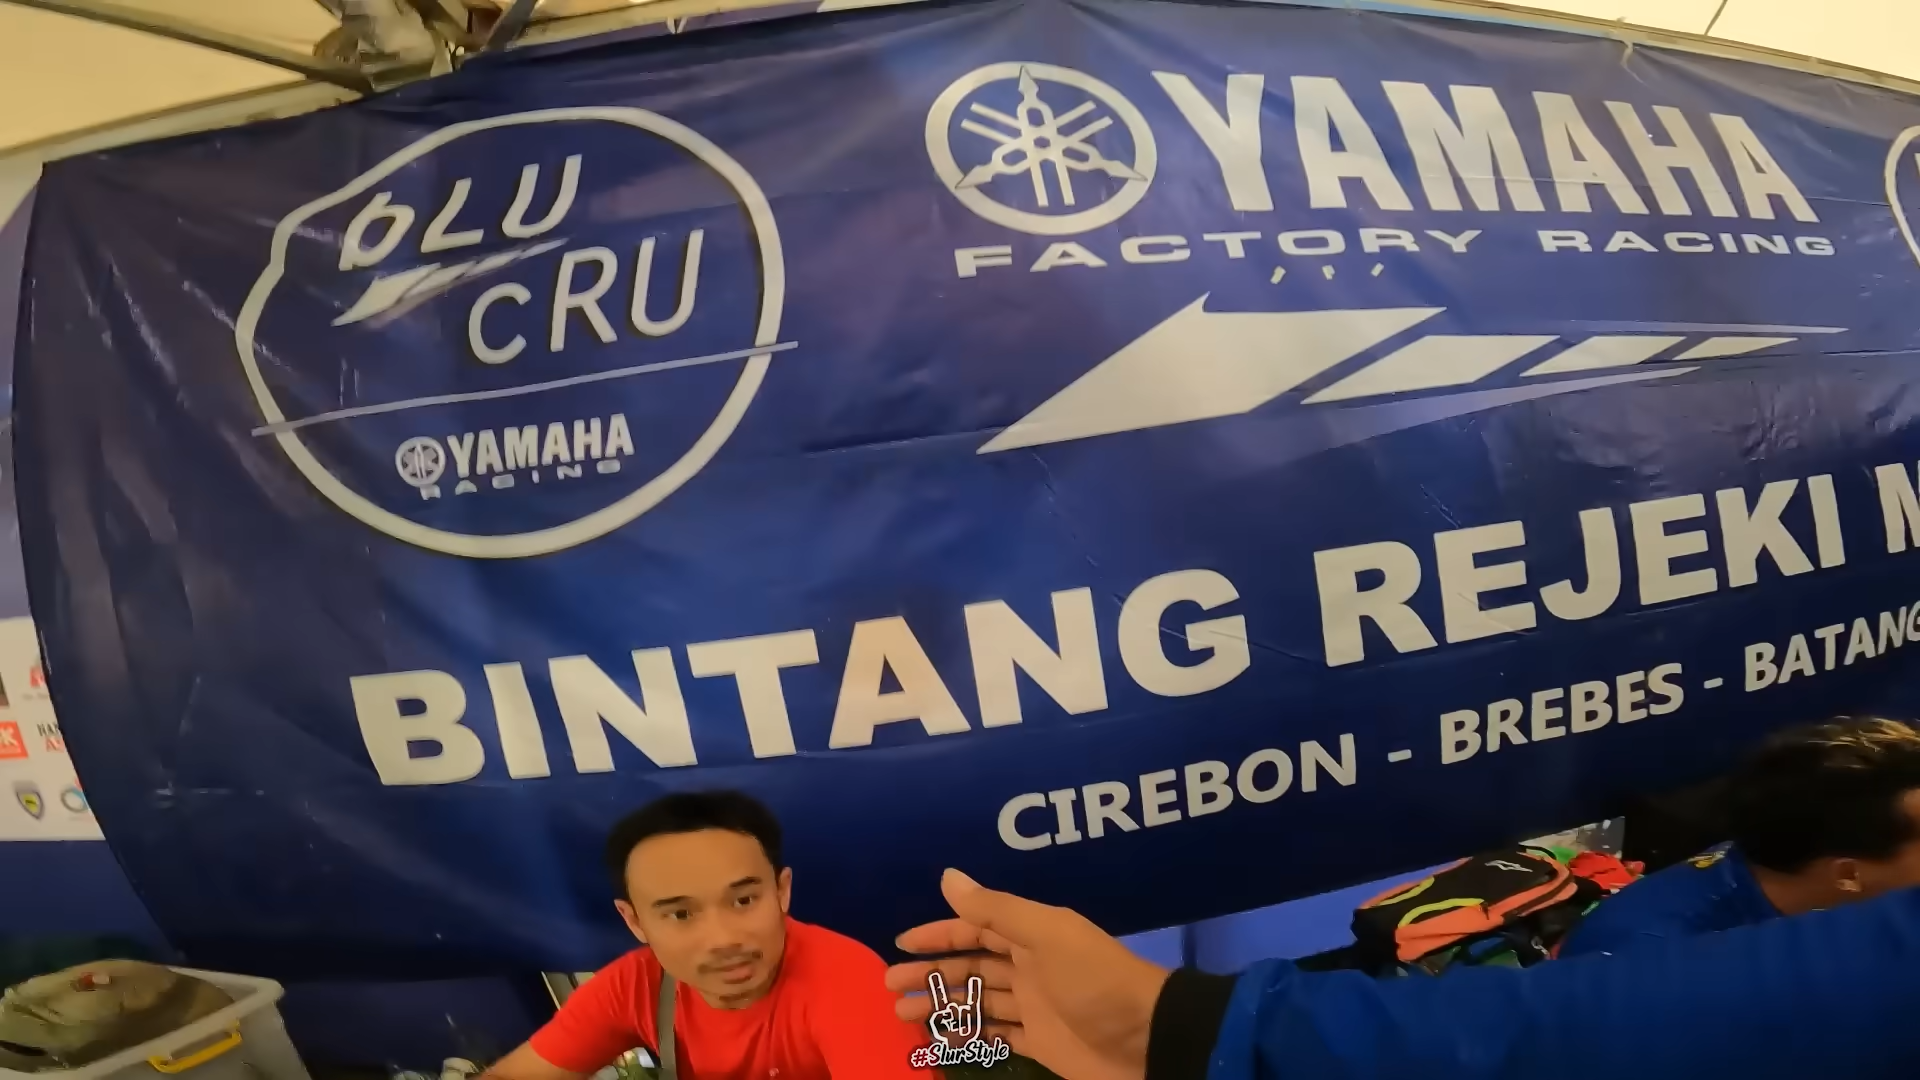 bLU
cRU
YAMAHA
RACING
YAMAHA
FACTORY RACING
BINTANG REJEKI
CIREBON - BREBES - BATANG
#SlurStyle